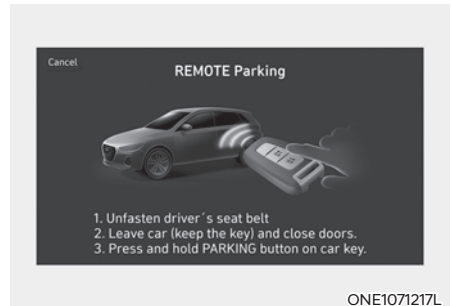 Cancel
REMOTE Parking
1. Unfasten driver´s seat belt
2. Leave car (keep the key) and close doors.
3. Press and hold PARKING button on car key.
ONE1071217L